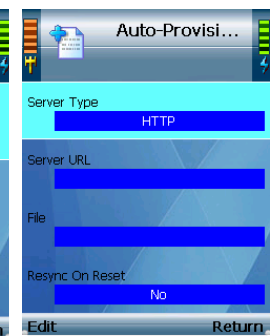 Auto-Provisi...
Server Type
HTTP
Server URL
File
Resync On Reset
No
Edit
Return